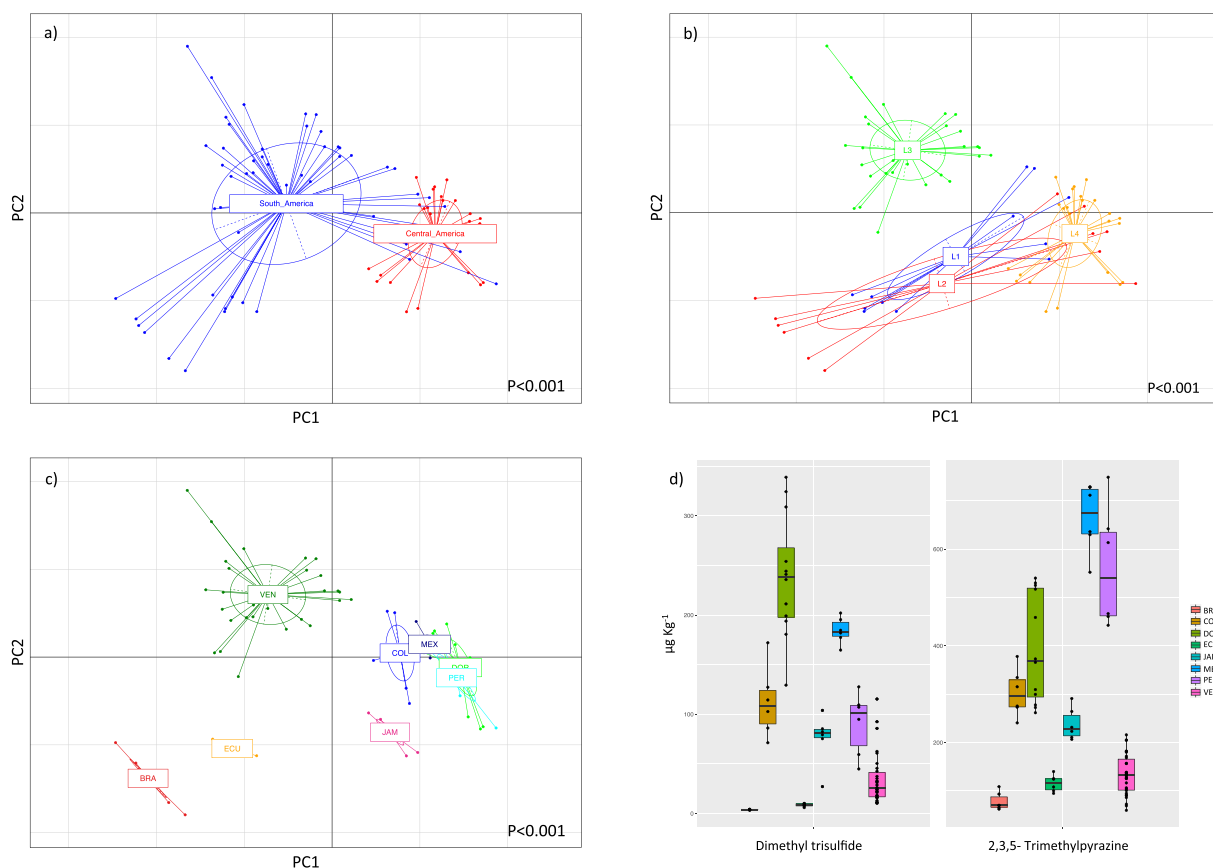 a)
South_America
Central_America
PC2
P<0.001
PC1
b)
L3
L1
L4
L2
PC2
P<0.001
PC1
c)
VEN
MEX
COL
DOR
PER
JAM
ECU
BRA
PC2
P<0.001
PC1
d)
µg Kg-1
300
200
100
0
600
400
200
BR
CO
DO
EC
JA
ME
PE
VE
Dimethyl trisulfide
2,3,5- Trimethylpyrazine